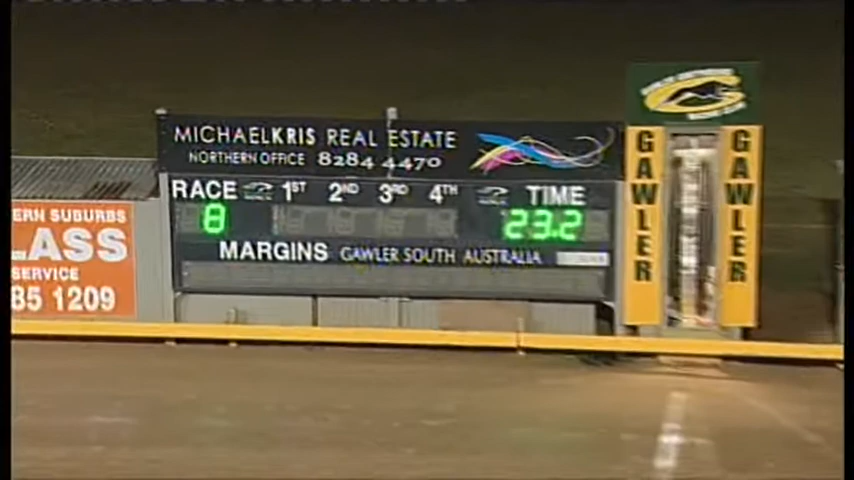 MICHAELKRIS REAL ESTATE
NORTHERN OFFICE 8284 4470
RACE 1ST 2ND 3RD 4TH TIME
8 23.2
MARGINS GAWLER SOUTH AUSTRALIA
GAWLER
GAWLER
ERN SUBURBS
LASS
SERVICE
85 1209